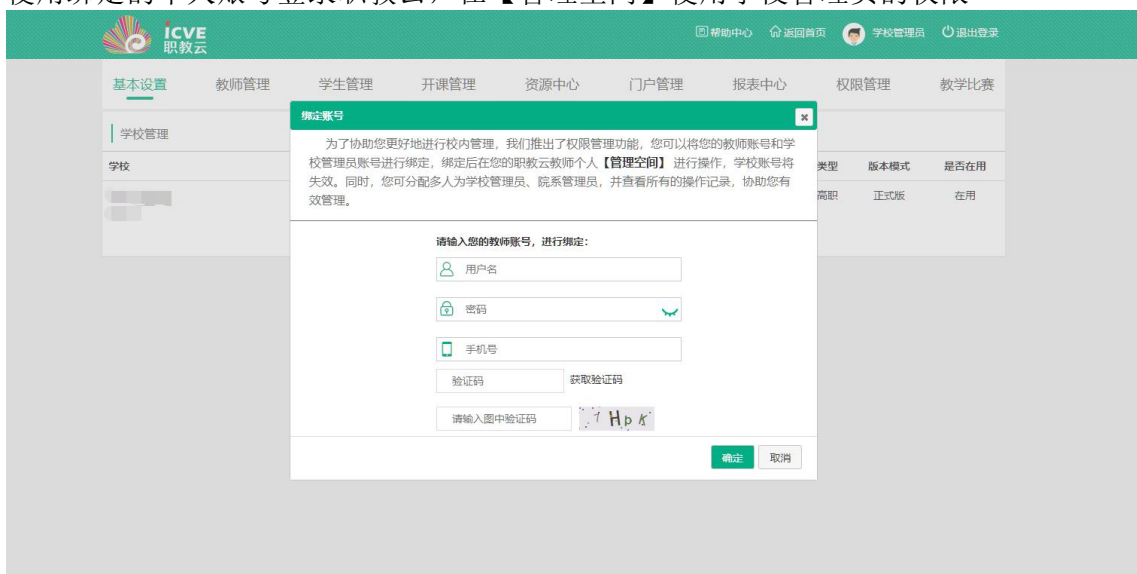 使用绑定的个人账号登录职教云，在【管理空间】使用学校管理员的权限
icve
职教云
帮助中心 返回首页 学校管理员 退出登录
基本设置 教师管理 学生管理 开课管理 资源中心 门户管理 报表中心 权限管理 教学比赛
绑定账号
学校管理
为了协助您更好地进行校内管理，我们推出了权限管理功能，您可以将您的教师账号和学
校管理员账号进行绑定，绑定后在您的职教云教师个人【管理空间】进行操作，学校账号将
失效。同时，您可分配多人为学校管理员、院系管理员，并查看所有的操作记录，协助您有
效管理。
学校 类型 版本模式 是否在用
高职 正式版 在用
请输入您的教师账号，进行绑定：
用户名
密码
手机号
验证码 获取验证码
请输入图中验证码 7HpK
确定 取消